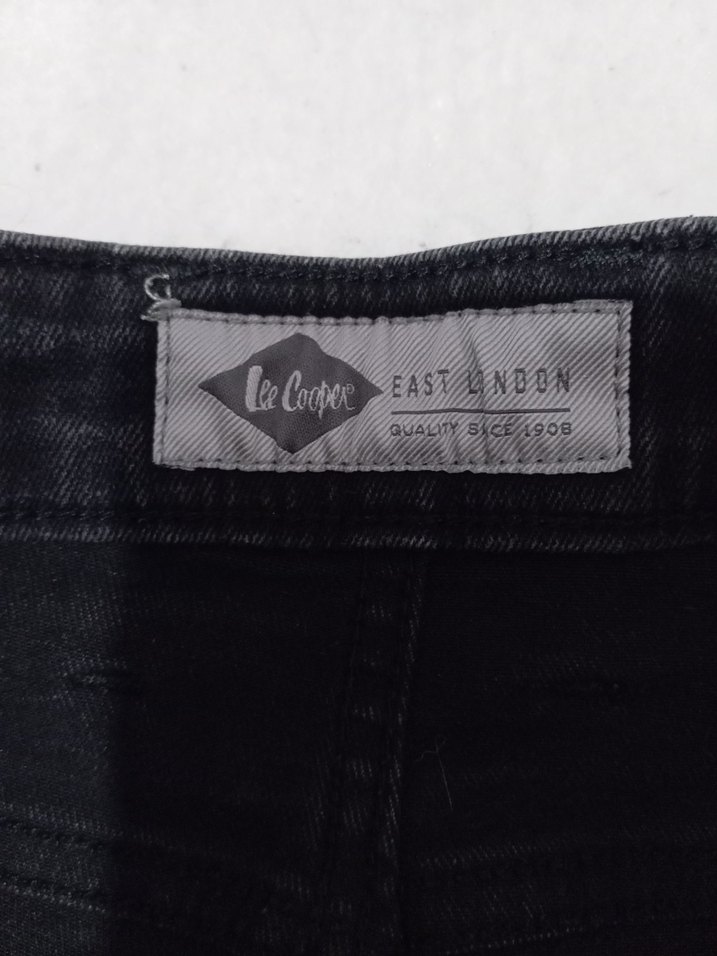 Lee Cooper
EAST LONDON
QUALITY SINCE 1908